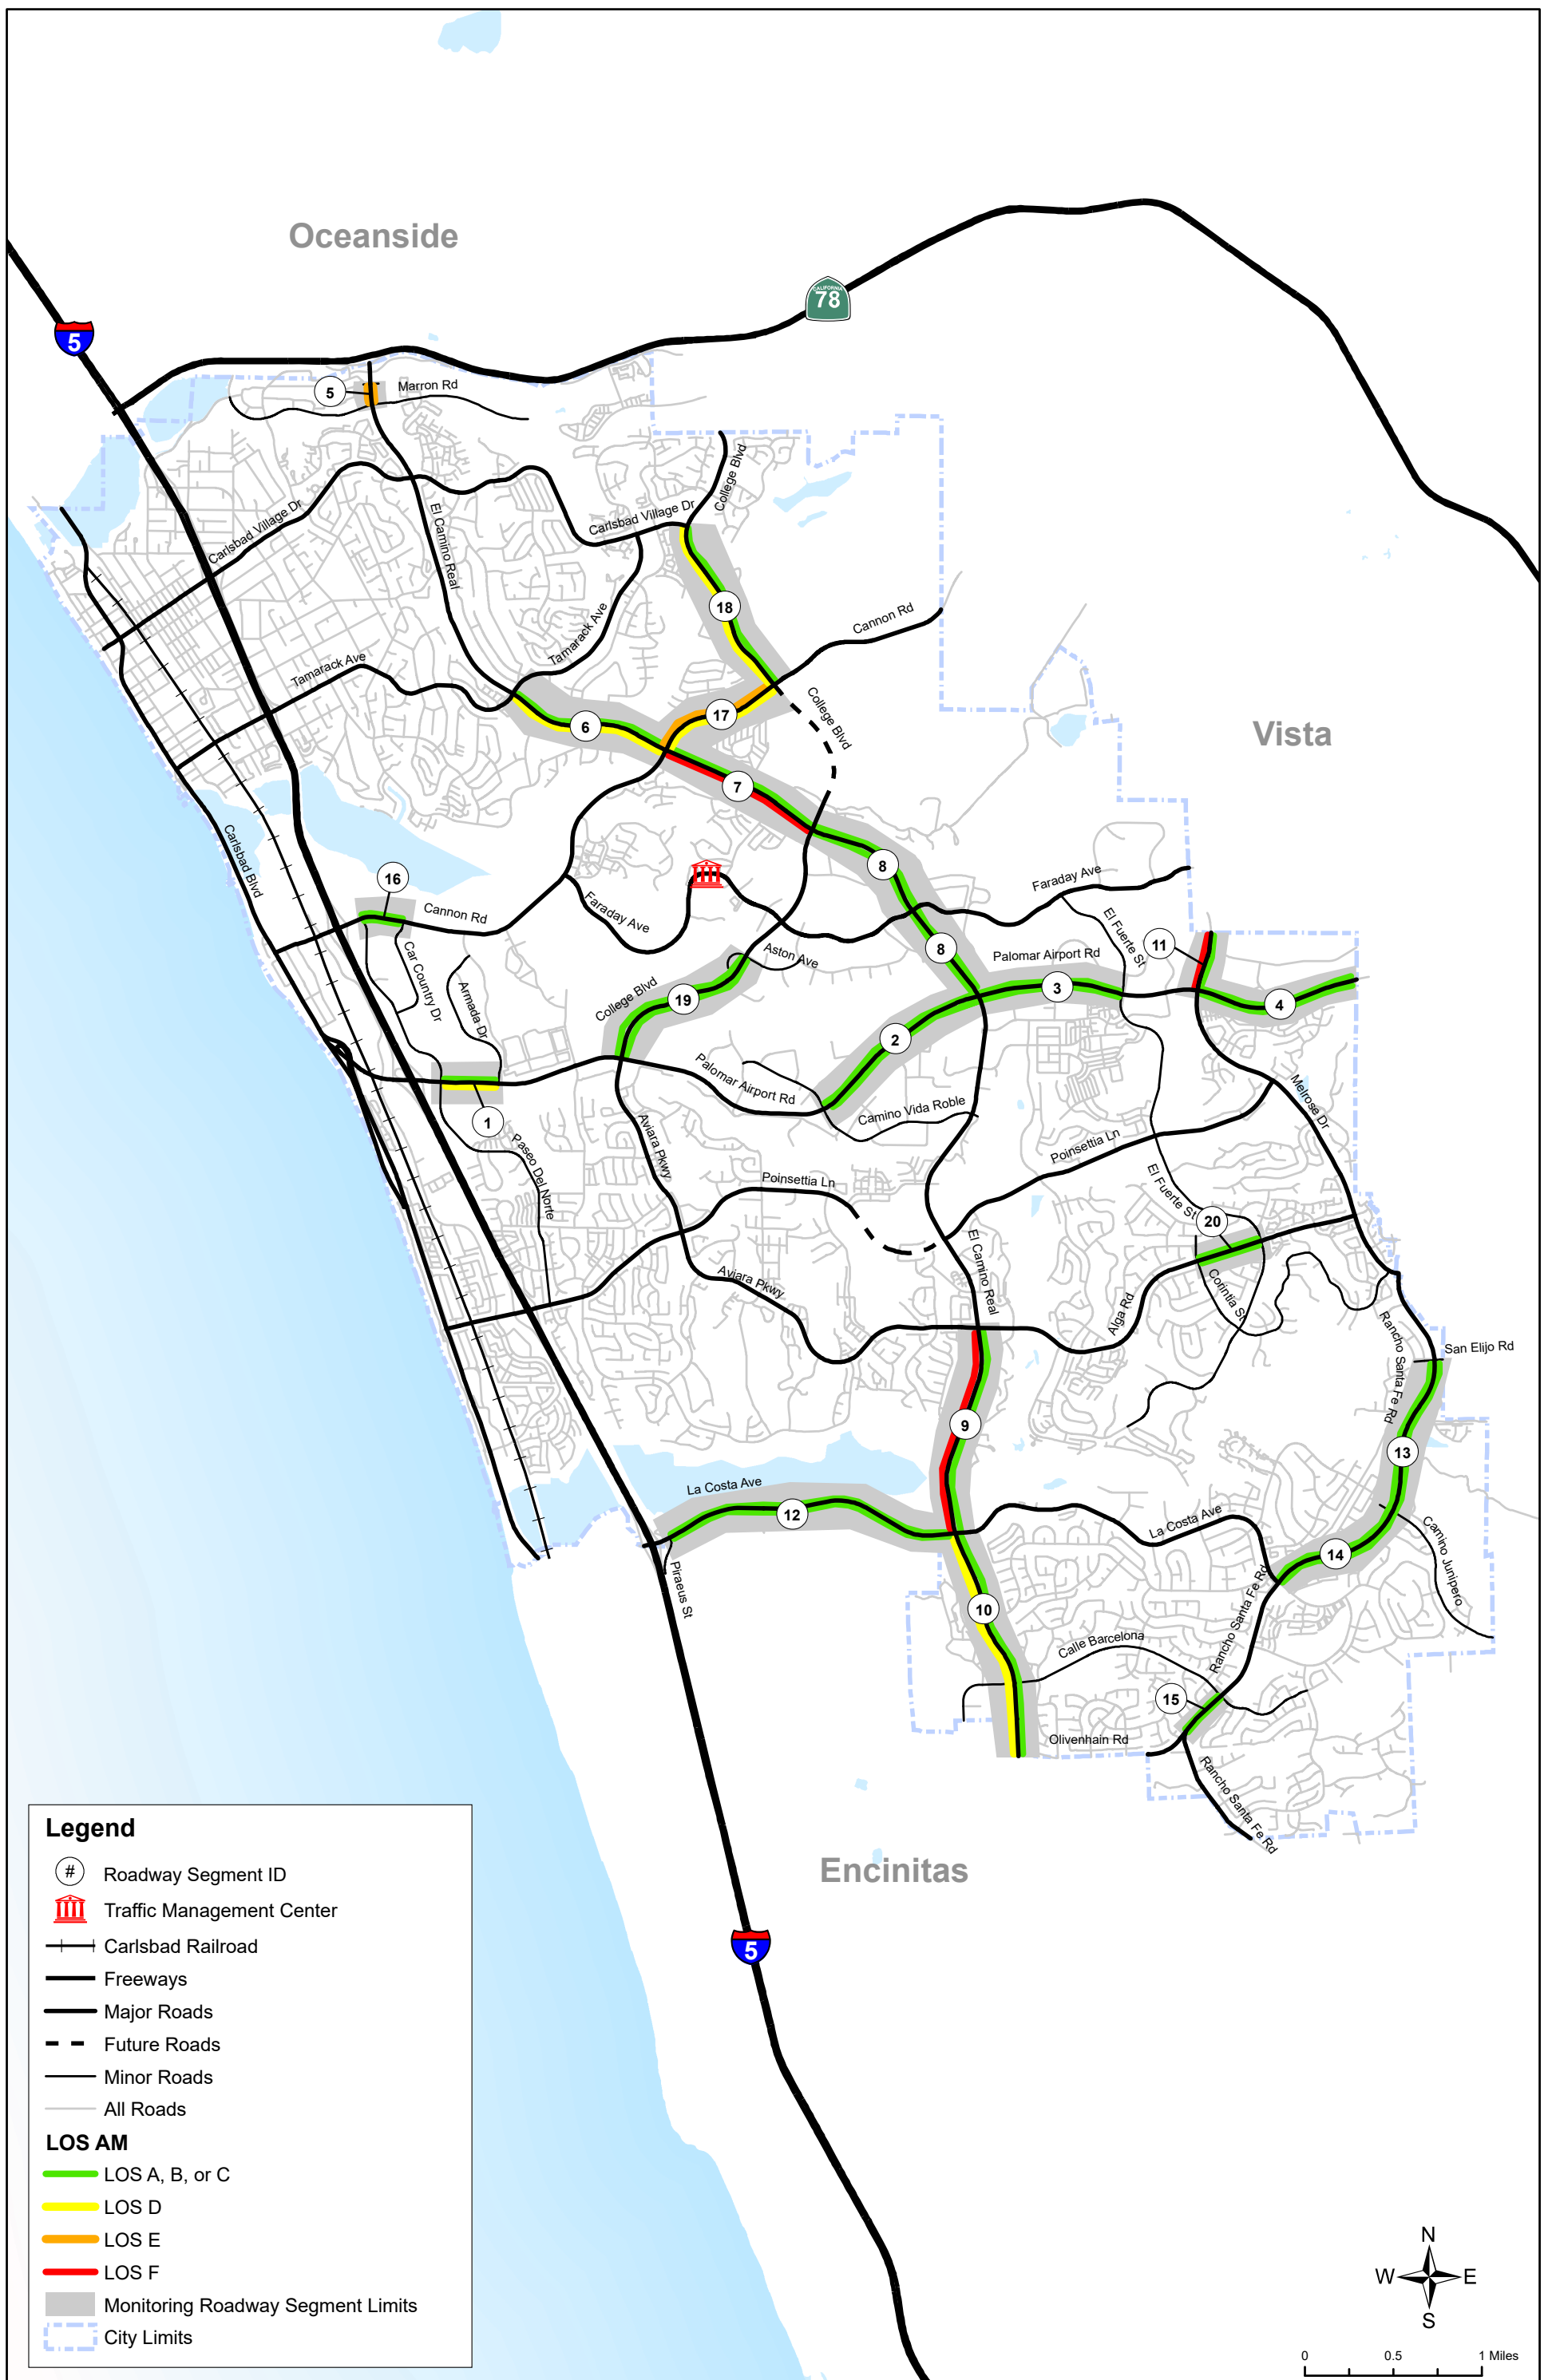 Oceanside
CALIFORNIA
78
5
5
Marron Rd
College Blvd
Carlsbad Village Dr
Carlsbad Village Dr
El Camino Real
18
Cannon Rd
Tamarack Ave
Tamarack Ave
College Blvd
17
6
Vista
7
Carlsbad Blvd
8
16
Faraday Ave
Cannon Rd
Faraday Ave
El Fuerte St
11
8
Palomar Airport Rd
Aston Ave
Car Country Dr
Armada Dr
College Blvd
19
3
4
2
Palomar Airport Rd
Melrose Dr
Camino Vida Roble
1
Paseo Del Norte
Aviara Pkwy
Poinsettia Ln
Poinsettia Ln
El Fuerte St
20
El Camino Real
Aviara Pkwy
Corintia St
Alga Rd
Rancho Santa Fe Rd
San Elijo Rd
9
13
La Costa Ave
12
La Costa Ave
Camino Junipero
14
Piraeus St
10
Rancho Santa Fe Rd
Calle Barcelona
15
Olivenhain Rd
Rancho Santa Fe Rd
Encinitas
5
Legend
# Roadway Segment ID
Traffic Management Center
Carlsbad Railroad
Freeways
Major Roads
Future Roads
Minor Roads
All Roads
LOS AM
LOS A, B, or C
LOS D
LOS E
LOS F
Monitoring Roadway Segment Limits
City Limits
N
W E
S
0 0.5 1 Miles